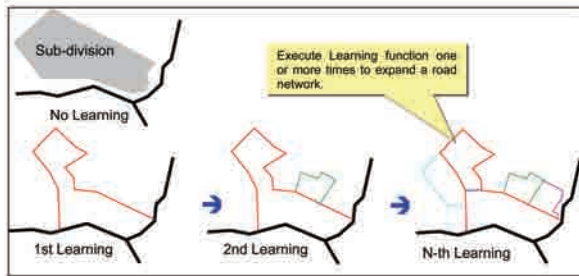 Sub-division
Execute Learning function one
or more times to expand a road
network.
No Learning
1st Learning
2nd Learning
N-th Learning